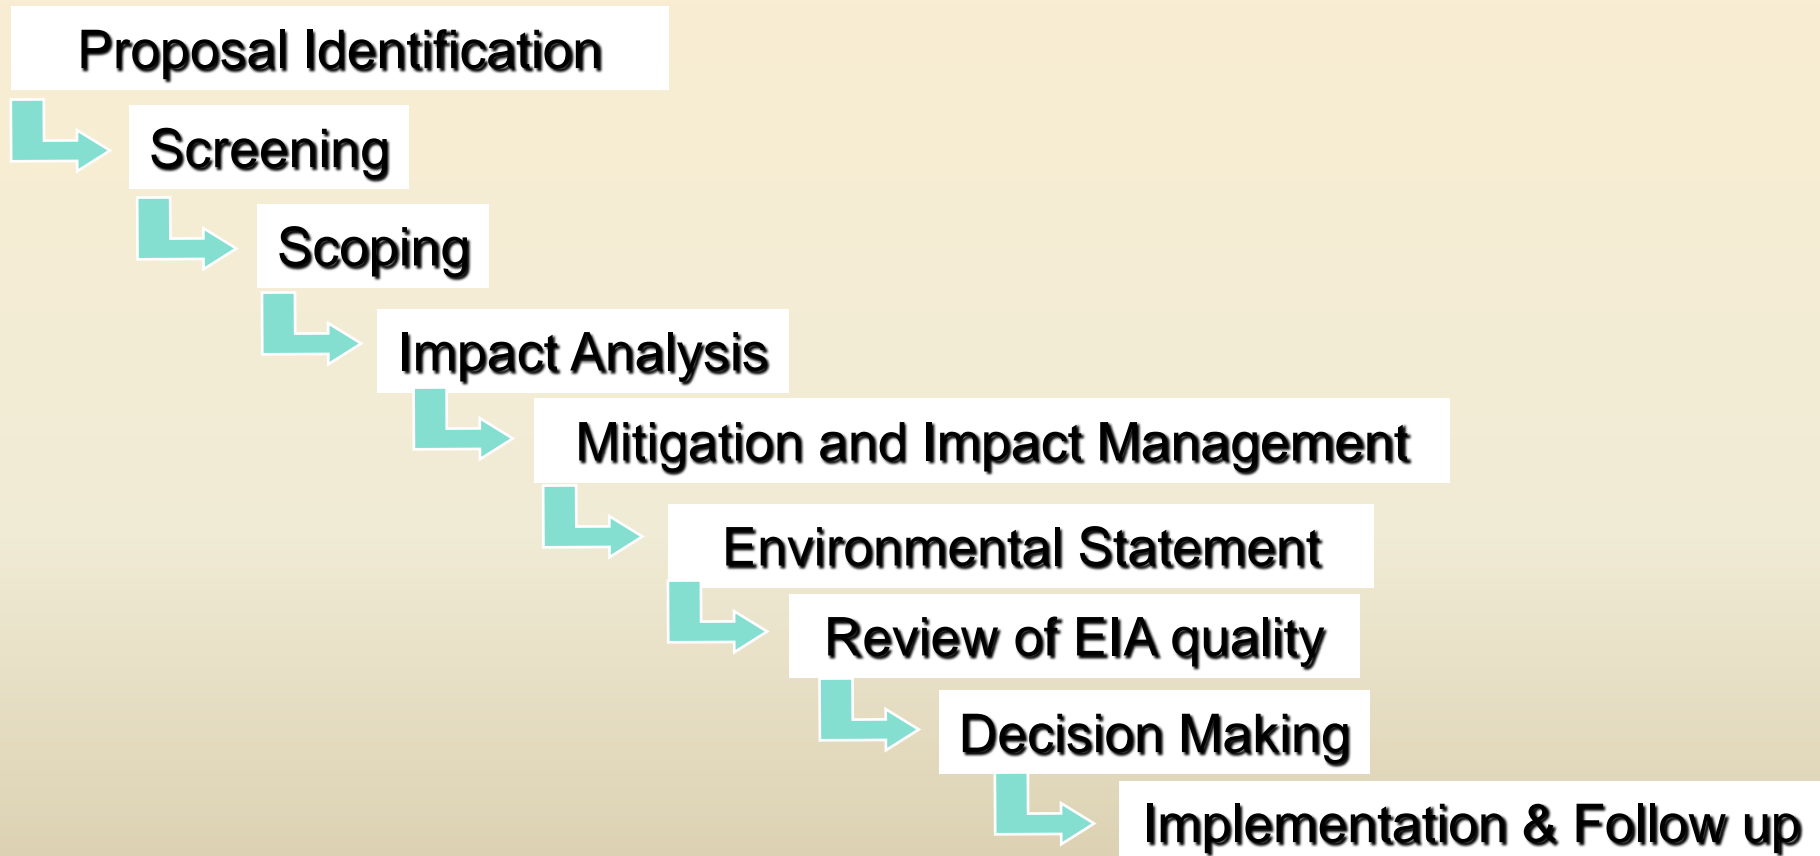 Proposal Identification
Screening
Scoping
Impact Analysis
Mitigation and Impact Management
Environmental Statement
Review of EIA quality
Decision Making
Implementation & Follow up